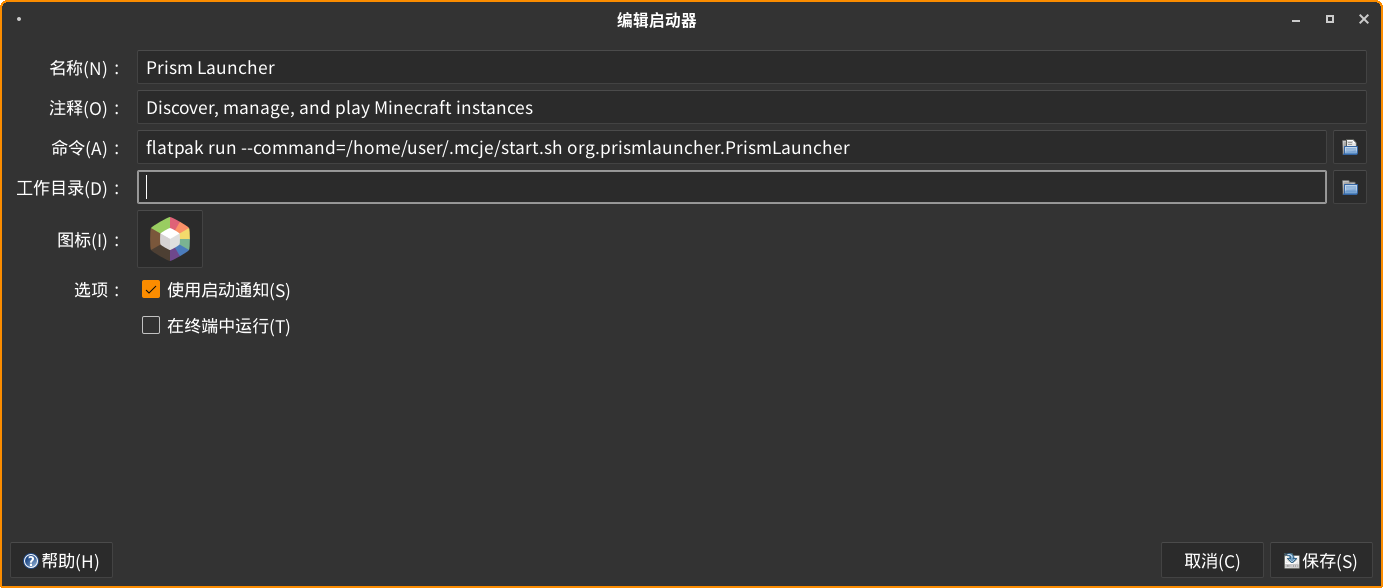 编辑启动器
名称(N)： Prism Launcher
注释(O)： Discover, manage, and play Minecraft instances
命令(A)： flatpak run --command=/home/user/.mcje/start.sh org.prismlauncher.PrismLauncher
工作目录(D)：
图标(I)：
选项： 使用启动通知(S)
在终端中运行(T)
帮助(H) 取消(C) 保存(S)